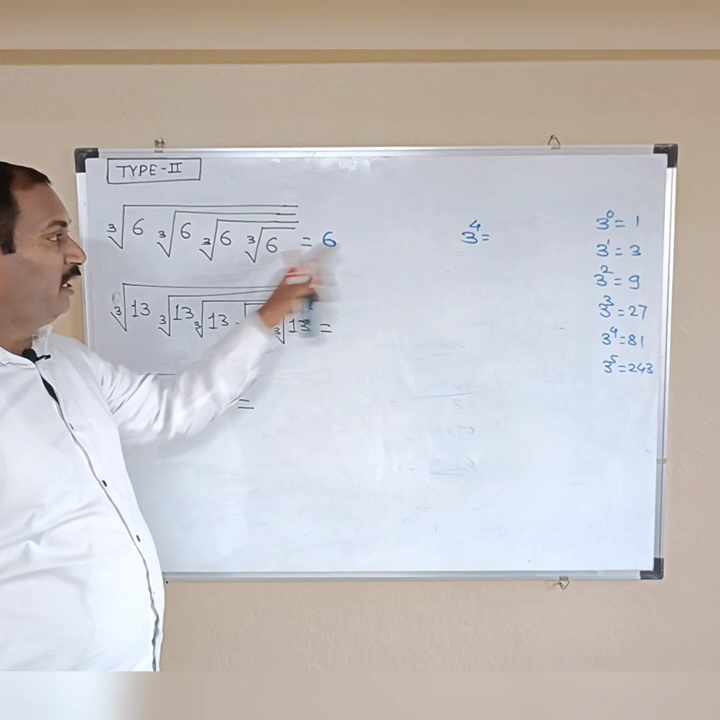 TYPE-II
∛6 ∛6 ∛6 ∛6 = 6
3⁴=
3⁰= 1
3¹= 3
3²= 9
3³=27
3⁴=81
3⁵=243
∛13 ∛13 ∛13 ∛13 =
=